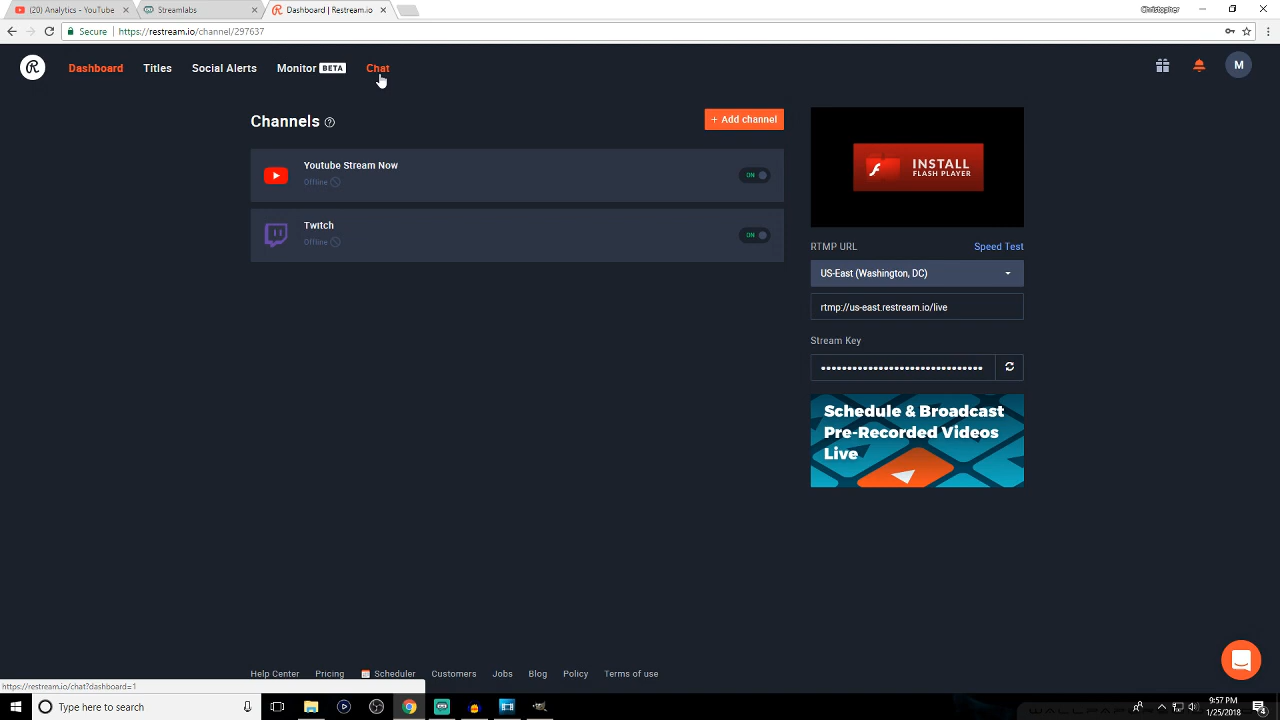 (20) Analytics - YouTube
Streamlabs
Dashboard | Restream.io
Christopher
Secure
https://restream.io/channel/297637
Dashboard
Titles
Social Alerts
Monitor BETA
Chat
M
Channels
+ Add channel
Youtube Stream Now
Offline
ON
Twitch
Offline
ON
INSTALL
FLASH PLAYER
RTMP URL
Speed Test
US-East (Washington, DC)
rtmp://us-east.restream.io/live
Stream Key
Schedule & Broadcast
Pre-Recorded Videos
Live
Help Center
Pricing
Scheduler
Customers
Jobs
Blog
Policy
Terms of use
https://restream.io/chat?dashboard=1
Type here to search
9:57 PM
1/25/2018